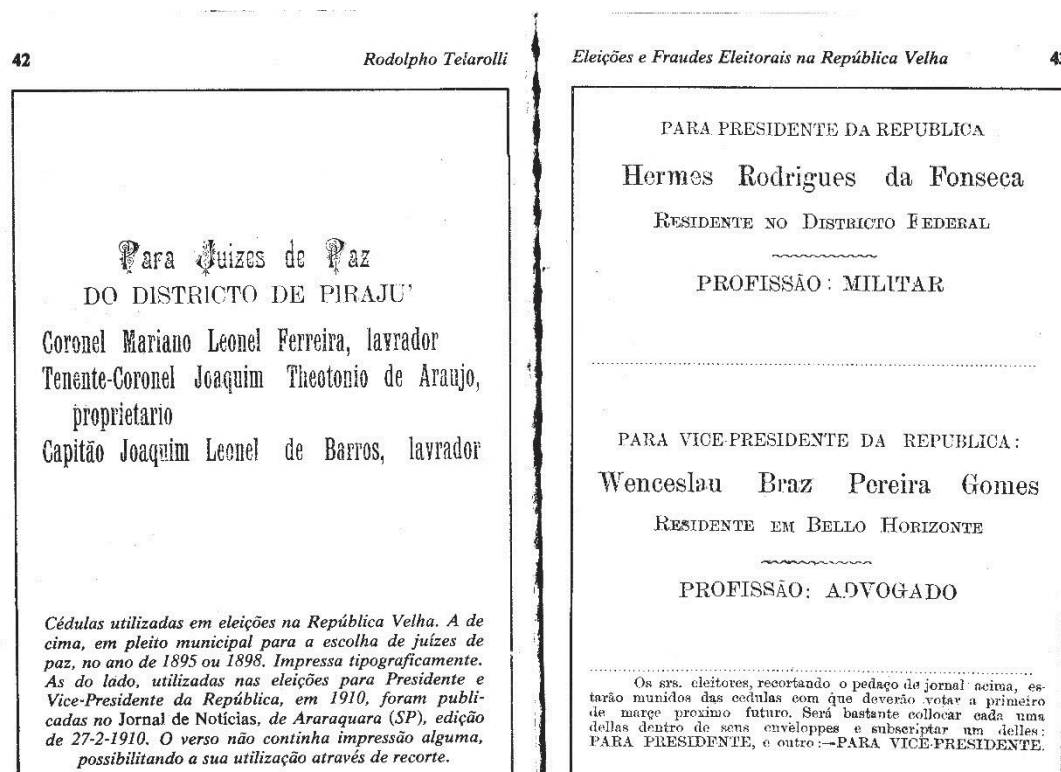 42
Rodolpho Telarolli
Para Juizes de Paz
DO DISTRICTO DE PIRAJU'
Coronel Mariano Leonel Ferreira, lavrador
Tenente-Coronel Joaquim Theotonio de Araujo,
proprietario
Capitão Joaquim Leonel de Barros, lavrador
Cédulas utilizadas em eleições na República Velha. A de
cima, em pleito municipal para a escolha de juízes de
paz, no ano de 1895 ou 1898. Impressa tipograficamente.
As do lado, utilizadas nas eleições para Presidente e
Vice-Presidente da República, em 1910, foram publi-
cadas no Jornal de Notícias, de Araraquara (SP), edição
de 27-2-1910. O verso não continha impressão alguma,
possibilitando a sua utilização através de recorte.
Eleições e Fraudes Eleitorais na República Velha
PARA PRESIDENTE DA REPUBLICA
Hermes Rodrigues da Fonseca
RESIDENTE NO DISTRICTO FEDERAL
PROFISSÃO: MILITAR
PARA VICE-PRESIDENTE DA REPUBLICA:
Wenceslau Braz Pereira Gomes
RESIDENTE EM BELLO HORIZONTE
PROFISSÃO: ADVOGADO
Os srs. eleitores, recortando o pedaço de jornal acima, es-
tarão munidos das cedulas com que deverão votar a primeiro
de março proximo futuro. Será bastante collocar cada uma
dellas dentro de seus enveloppes e subscriptar um delles:
PARA PRESIDENTE, e outro:—PARA VICE-PRESIDENTE.